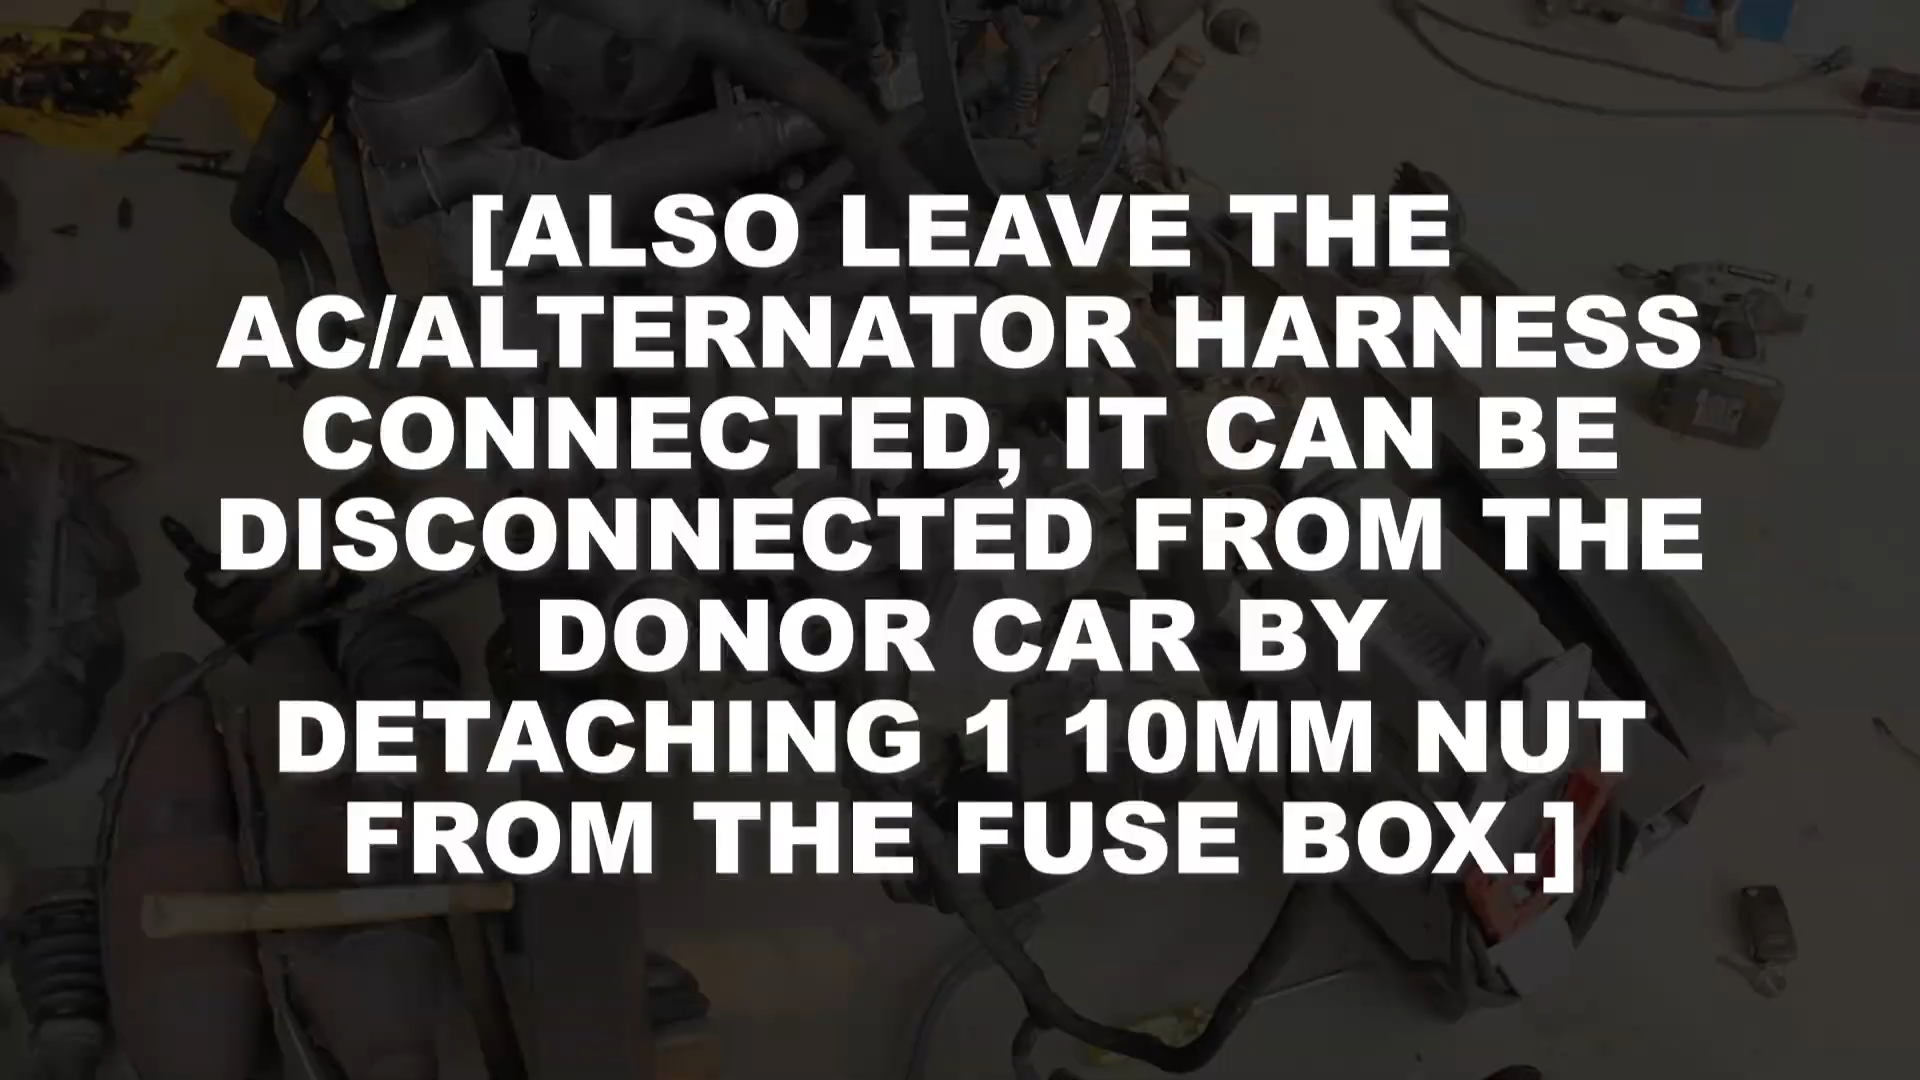 [ALSO LEAVE THE
AC/ALTERNATOR HARNESS
CONNECTED, IT CAN BE
DISCONNECTED FROM THE
DONOR CAR BY
DETACHING 1 10MM NUT
FROM THE FUSE BOX.]